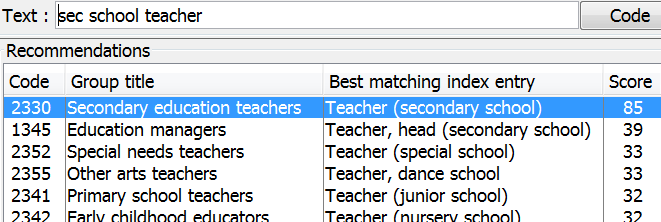 Text : sec school teacher Code
Recommendations
Code Group title Best matching index entry Score
2330 Secondary education teachers Teacher (secondary school) 85
1345 Education managers Teacher, head (secondary school) 39
2352 Special needs teachers Teacher (special school) 33
2355 Other arts teachers Teacher, dance school 33
2341 Primary school teachers Teacher (junior school) 32
2342 Early childhood educators Teacher (nursery school) 32